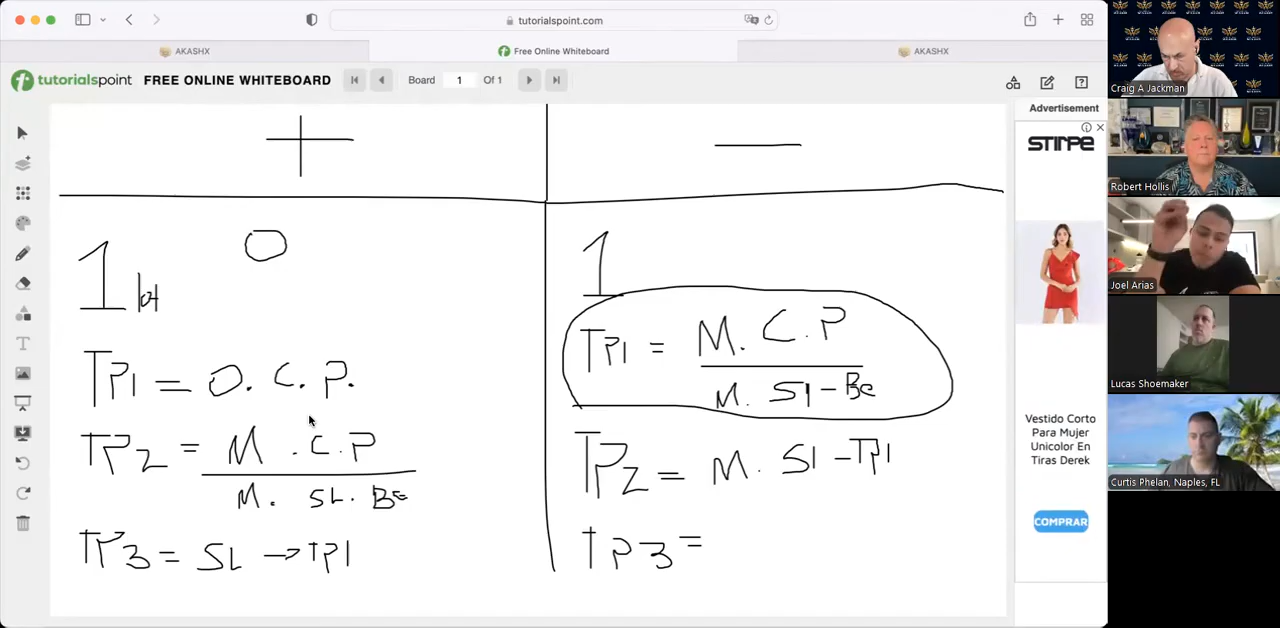 tutorialspoint.com
AKASHX
Free Online Whiteboard
AKASHX
tutorialspoint
FREE ONLINE WHITEBOARD
Board 1 Of 1
+
—
1 lot
O
TP1 = O. C. P.
TP2 = M. C. P
M. SL. BE
TP3 = SL → TP1
1
TP1 = M. C. P
M. Sl - Be
TP2 = M. Sl - TP1
TP3 =
Advertisement
STIRPE
Vestido Corto
Para Mujer
Unicolor En
Tiras Derek
COMPRAR
Craig A Jackman
Robert Hollis
Joel Arias
Lucas Shoemaker
Curtis Phelan, Naples, FL